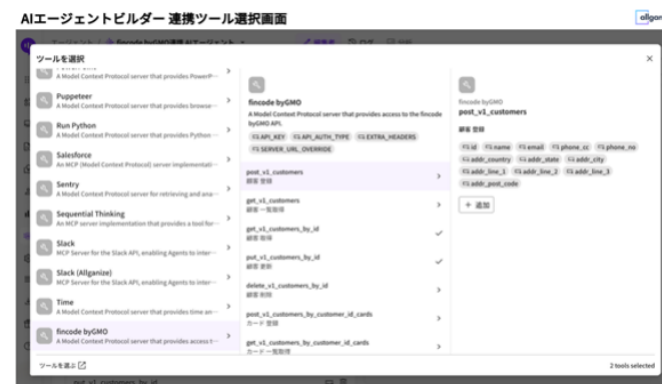 AIエージェントビルダー 連携ツール選択画面
ツールを選択
A Model Context Protocol server that provides PowerP…
Puppeteer
A Model Context Protocol server that provides browse…
Run Python
A Model Context Protocol server that provides Python …
Salesforce
An MCP (Model Context Protocol) server implementati…
Sentry
A Model Context Protocol server for retrieving and ana…
Sequential Thinking
An MCP server implementation that provides a tool for…
Slack
MCP Server for the Slack API, enabling Agents to inter…
Slack (Allganize)
MCP Server for the Slack API, enabling Agents to inter…
Time
A Model Context Protocol server that provides time an…
fincode byGMO
A Model Context Protocol server that provides access t…
fincode byGMO
A Model Context Protocol server that provides access to the fincode
byGMO API.
API_KEY API_AUTH_TYPE EXTRA_HEADERS
SERVER_URL_OVERRIDE
post_v1_customers
顧客 登録
get_v1_customers
顧客 一覧取得
get_v1_customers_by_id
顧客 取得
put_v1_customers_by_id
顧客 更新
delete_v1_customers_by_id
顧客 削除
post_v1_customers_by_customer_id_cards
カード 登録
get_v1_customers_by_customer_id_cards
カード 一覧取得
fincode byGMO
post_v1_customers
顧客 登録
id name email phone_cc phone_no
addr_country addr_state addr_city
addr_line_1 addr_line_2 addr_line_3
addr_post_code
+ 追加
ツールを選ぶ
2 tools selected
put_v1_customers_by_id